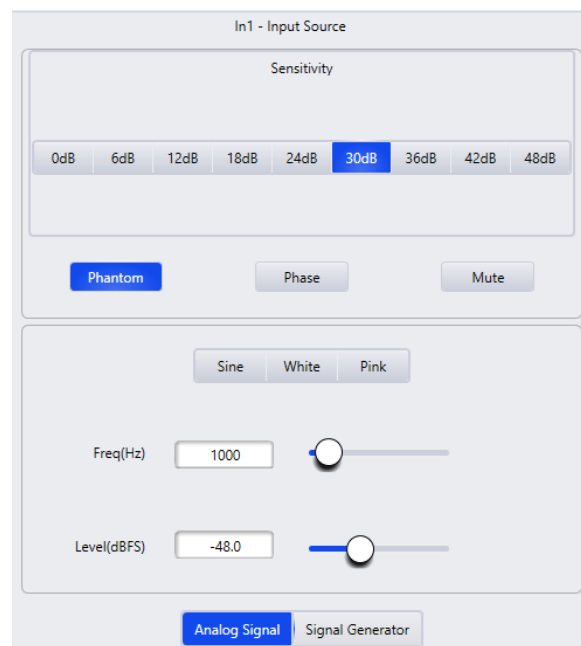 In1 - Input Source
Sensitivity
0dB 6dB 12dB 18dB 24dB 30dB 36dB 42dB 48dB
Phantom Phase Mute
Sine White Pink
Freq(Hz) 1000
Level(dBFS) -48.0
Analog Signal Signal Generator